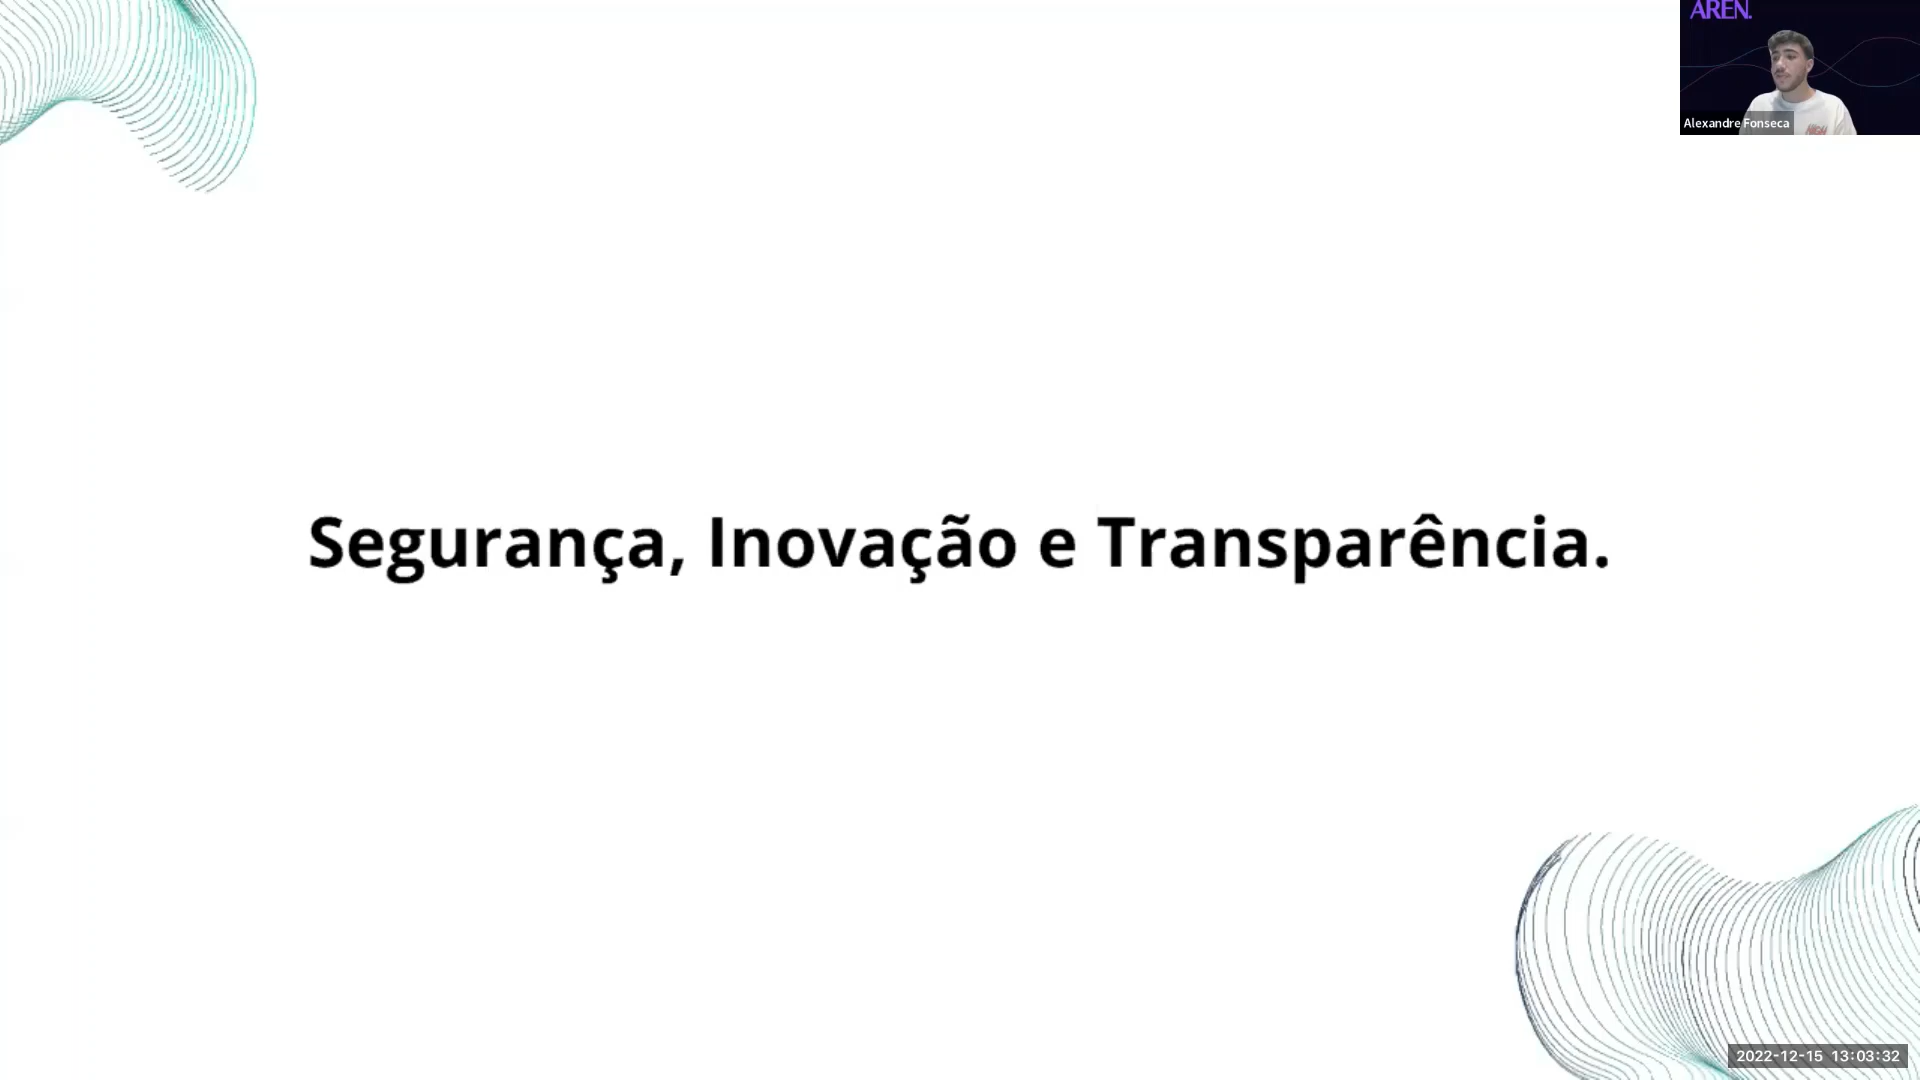 AREN.
Alexandre Fonseca
Segurança, Inovação e Transparência.
2022-12-15 13:03:32